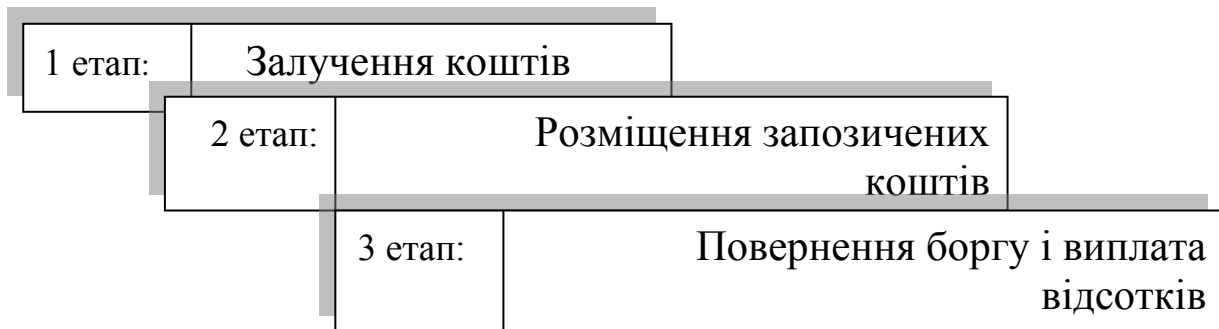 1 етап: Залучення коштів
2 етап: Розміщення запозичених
коштів
3 етап: Повернення боргу і виплата
відсотків